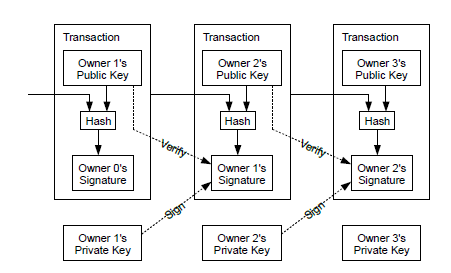 Transaction
Owner 1's
Public Key
Hash
Owner 0's
Signature
Transaction
Owner 2's
Public Key
Hash
Owner 1's
Signature
Transaction
Owner 3's
Public Key
Hash
Owner 2's
Signature
Verify
Verify
Sign
Sign
Owner 1's
Private Key
Owner 2's
Private Key
Owner 3's
Private Key